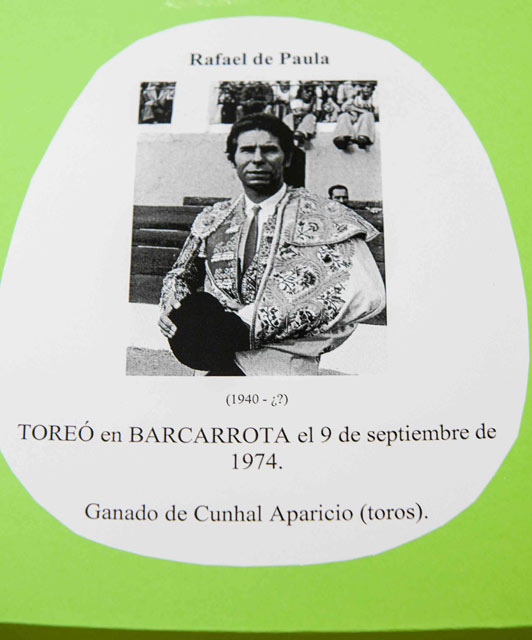 Rafael de Paula
(1940 - ¿?)
TOREÓ en BARCARROTA el 9 de septiembre de
1974.
Ganado de Cunhal Aparicio (toros).